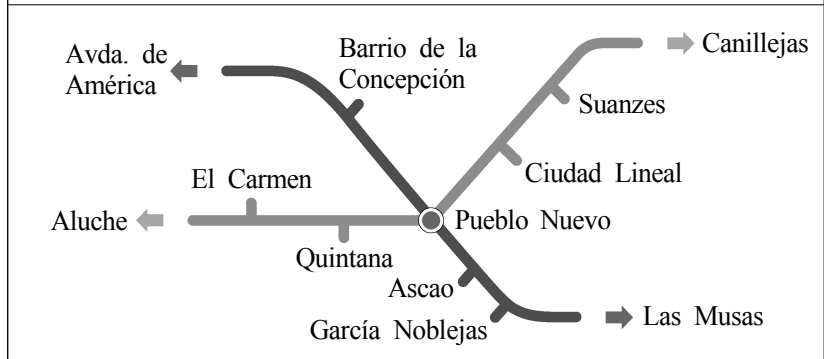 Avda. de
América
Barrio de la
Concepción
Canillejas
Suanzes
Ciudad Lineal
El Carmen
Aluche
Pueblo Nuevo
Quintana
Ascao
García Noblejas
Las Musas